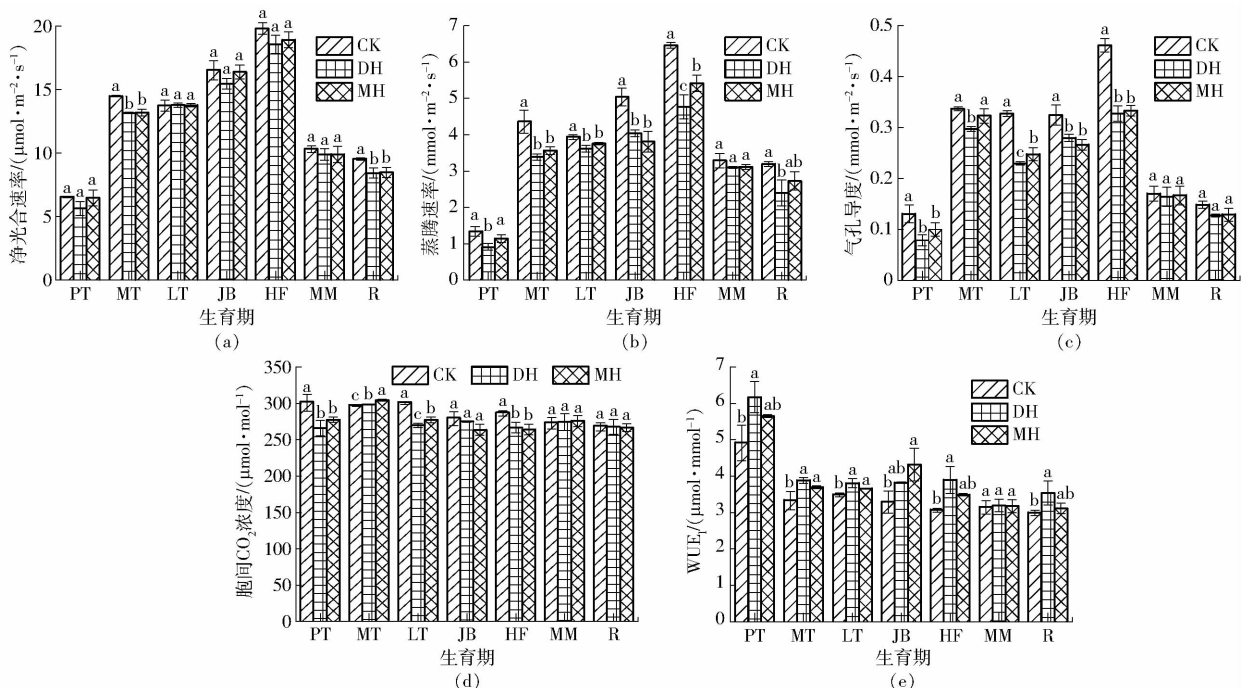 a
20
a
a
CK
a
a
a
DH
a
15
b b
a a a
MH
10
a a a
a
b b
a a a
5
0
PT MT LT JB HF MM R
生育期
(a)
净光合速率/(μmol·m⁻²·s⁻¹)
7
a
CK
6
b
DH
a
c
MH
5
a
a
b b
4
b b
b b
a
a a
a
ab
3
b
2
a
b a
1
0
PT MT LT JB HF MM R
生育期
(b)
蒸腾速率/(mmol·m⁻²·s⁻¹)
0.5
a
CK
DH
0.4
MH
a
b a
a
a
b b
b b
0.3
c b
0.2
a
b b
a a a
a a a
0.1
0
PT MT LT JB HF MM R
生育期
(c)
气孔导度/(mmol·m⁻²·s⁻¹)
350
CK DH MH
300
a
b b
c b a
a
c b
a a a
a
b b
a a a
a a a
250
200
150
100
50
0
PT MT LT JB HF MM R
生育期
(d)
胞间CO₂浓度/(μmol·mol⁻¹)
7
a
CK
6
b
ab
DH
MH
5
a
ab
a
4
b a a
b a a
b
b
ab
a a a
b
a
ab
3
2
1
0
PT MT LT JB HF MM R
生育期
(e)
WUE₁/(μmol·mmol⁻¹)